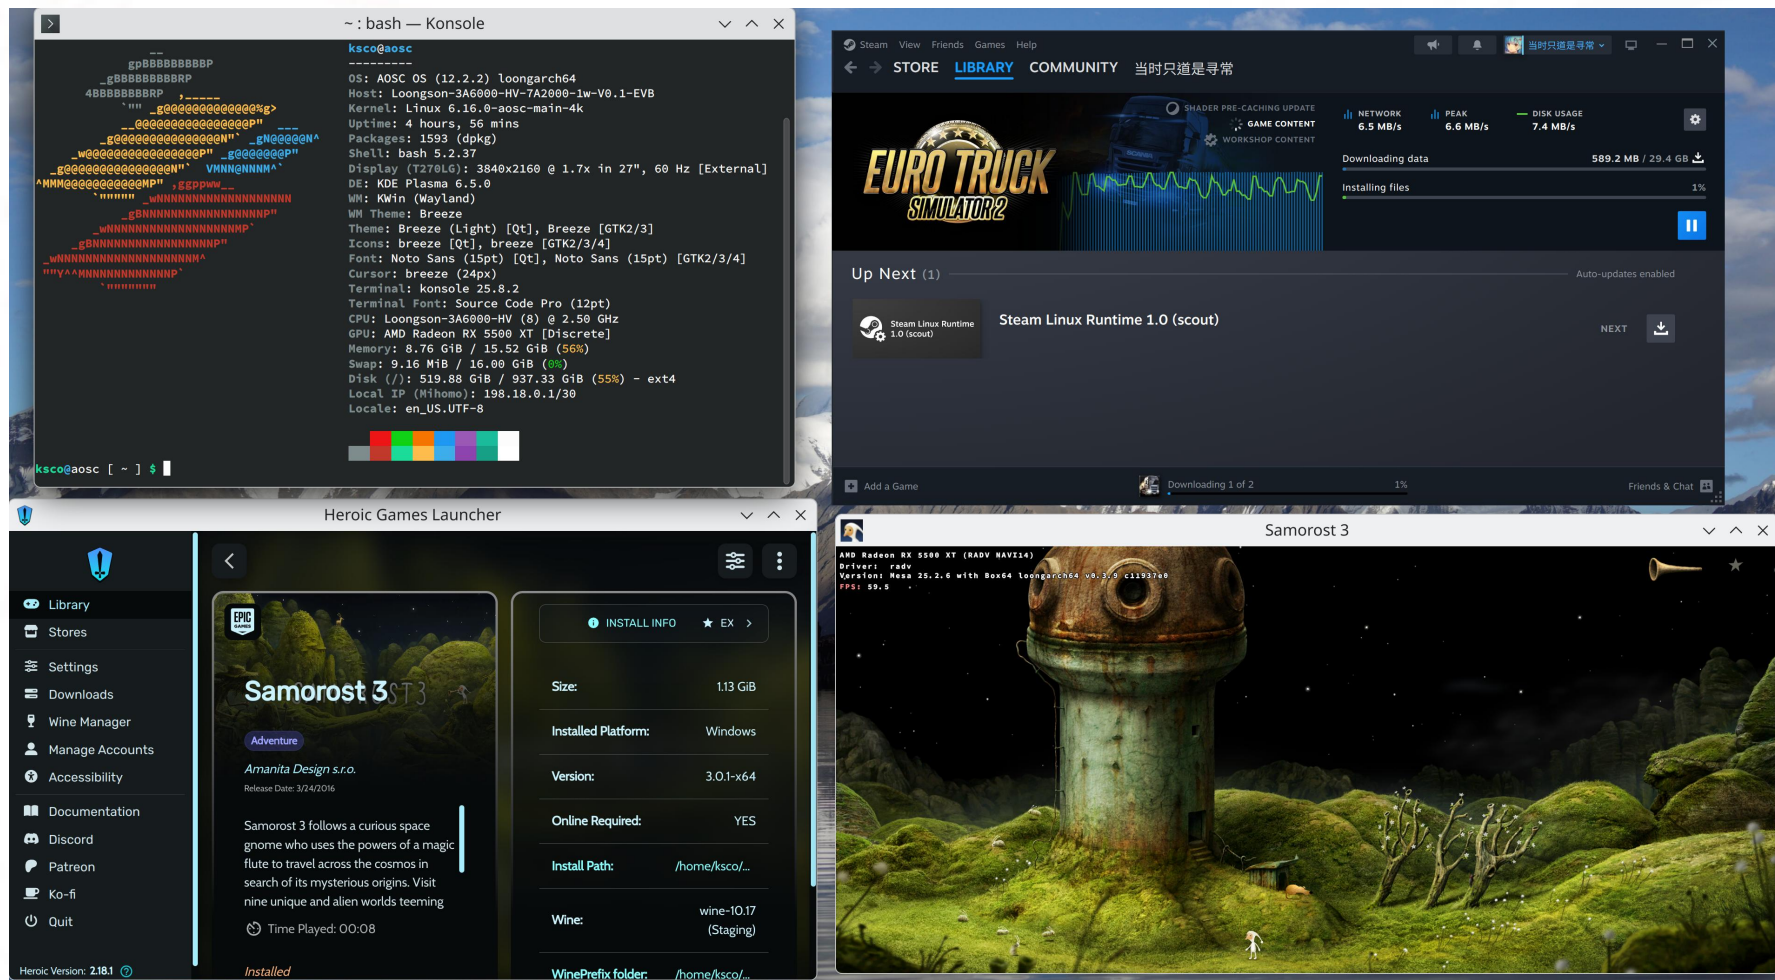 ~ : bash — Konsole
ksco@aosc
---------
OS: AOSC OS (12.2.2) loongarch64
Host: Loongson-3A6000-HV-7A2000-1w-V0.1-EVB
Kernel: Linux 6.16.0-aosc-main-4k
Uptime: 4 hours, 56 mins
Packages: 1593 (dpkg)
Shell: bash 5.2.37
Display (T270LG): 3840x2160 @ 1.7x in 27", 60 Hz [External]
DE: KDE Plasma 6.5.0
WM: KWin (Wayland)
WM Theme: Breeze
Theme: Breeze (Light) [Qt], Breeze [GTK2/3]
Icons: breeze [Qt], breeze [GTK2/3/4]
Font: Noto Sans (15pt) [Qt], Noto Sans (15pt) [GTK2/3/4]
Cursor: breeze (24px)
Terminal: konsole 25.8.2
Terminal Font: Source Code Pro (12pt)
CPU: Loongson-3A6000-HV (8) @ 2.50 GHz
GPU: AMD Radeon RX 5500 XT [Discrete]
Memory: 8.76 GiB / 15.52 GiB (56%)
Swap: 9.16 MiB / 16.00 GiB (0%)
Disk (/): 519.88 GiB / 937.33 GiB (55%) - ext4
Local IP (Mihomo): 198.18.0.1/30
Locale: en_US.UTF-8
ksco@aosc [ ~ ] $
Steam View Friends Games Help
当时只道是寻常
STORE LIBRARY COMMUNITY 当时只道是寻常
EURO TRUCK
SIMULATOR 2
SHADER PRE-CACHING UPDATE
GAME CONTENT
WORKSHOP CONTENT
NETWORK PEAK DISK USAGE
6.5 MB/s 6.6 MB/s 7.4 MB/s
Downloading data 589.2 MB / 29.4 GB
Installing files 1%
Up Next (1) Auto-updates enabled
Steam Linux Runtime
1.0 (scout)
Steam Linux Runtime 1.0 (scout)
NEXT
Add a Game Downloading 1 of 2 1% Friends & Chat
Heroic Games Launcher
Library
Stores
Settings
Downloads
Wine Manager
Manage Accounts
Accessibility
Documentation
Discord
Patreon
Ko-fi
Quit
Heroic Version: 2.18.1
EPIC
GAMES
Samorost 3
Adventure
Amanita Design s.r.o.
Release Date: 3/24/2016
Samorost 3 follows a curious space
gnome who uses the powers of a magic
flute to travel across the cosmos in
search of its mysterious origins. Visit
nine unique and alien worlds teeming
Time Played: 00:08
Installed
INSTALL INFO EX
Size: 1.13 GiB
Installed Platform: Windows
Version: 3.0.1-x64
Online Required: YES
Install Path: /home/ksco/...
Wine: wine-10.17
(Staging)
WinePrefix folder: /home/ksco/...
Samorost 3
AMD Radeon RX 5500 XT (RADV NAVI14)
Driver: radv
Version: Mesa 25.2.6 with Box64 loongarch64 v0.3.9 c11937e0
FPS: 59.5